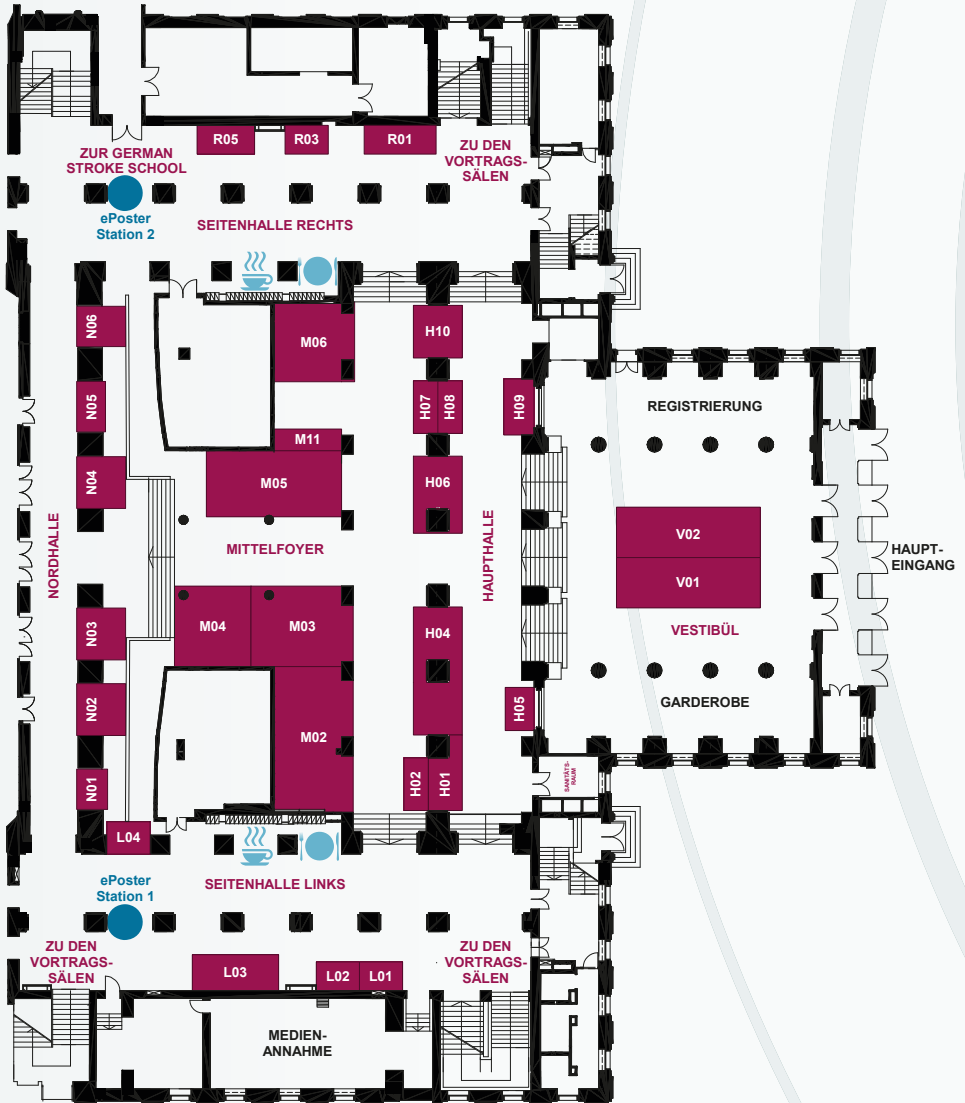 R05
R03
R01
ZUR GERMAN
STROKE SCHOOL
ZU DEN
VORTRAGS-
SÄLEN
ePoster
Station 2
SEITENHALLE RECHTS
N06
M06
H10
N05
H07
H08
H09
REGISTRIERUNG
M11
N04
M05
H06
NORDHALLE
MITTELFOYER
HAUPTHALLE
V02
V01
HAUPT-
EINGANG
N03
M04
M03
H04
VESTIBÜL
N02
M02
H05
GARDEROBE
N01
H02
H01
SANITÄTS-
RAUM
L04
ePoster
Station 1
SEITENHALLE LINKS
ZU DEN
VORTRAGS-
SÄLEN
L03
L02
L01
ZU DEN
VORTRAGS-
SÄLEN
MEDIEN-
ANNAHME